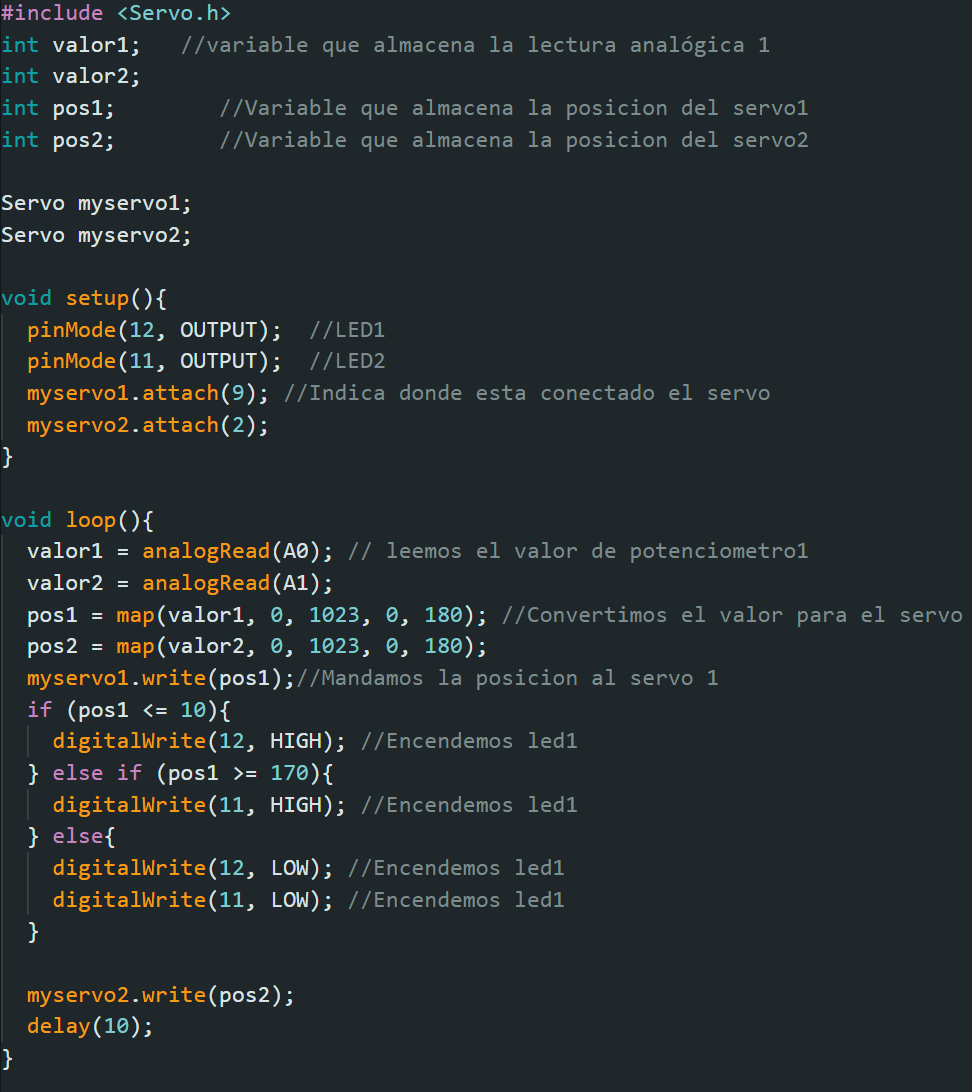 #include <Servo.h>
int valor1;   //variable que almacena la lectura analógica 1
int valor2;
int pos1;        //Variable que almacena la posicion del servo1
int pos2;        //Variable que almacena la posicion del servo2

Servo myservo1;
Servo myservo2;

void setup(){
  pinMode(12, OUTPUT);  //LED1
  pinMode(11, OUTPUT);  //LED2
  myservo1.attach(9); //Indica donde esta conectado el servo
  myservo2.attach(2);
}

void loop(){
  valor1 = analogRead(A0); // leemos el valor de potenciometro1
  valor2 = analogRead(A1);
  pos1 = map(valor1, 0, 1023, 0, 180); //Convertimos el valor para el servo
  pos2 = map(valor2, 0, 1023, 0, 180);
  myservo1.write(pos1);//Mandamos la posicion al servo 1
  if (pos1 <= 10){
    digitalWrite(12, HIGH); //Encendemos led1
  } else if (pos1 >= 170){
    digitalWrite(11, HIGH); //Encendemos led1
  } else{
    digitalWrite(12, LOW); //Encendemos led1
    digitalWrite(11, LOW); //Encendemos led1
  }

  myservo2.write(pos2);
  delay(10);
}